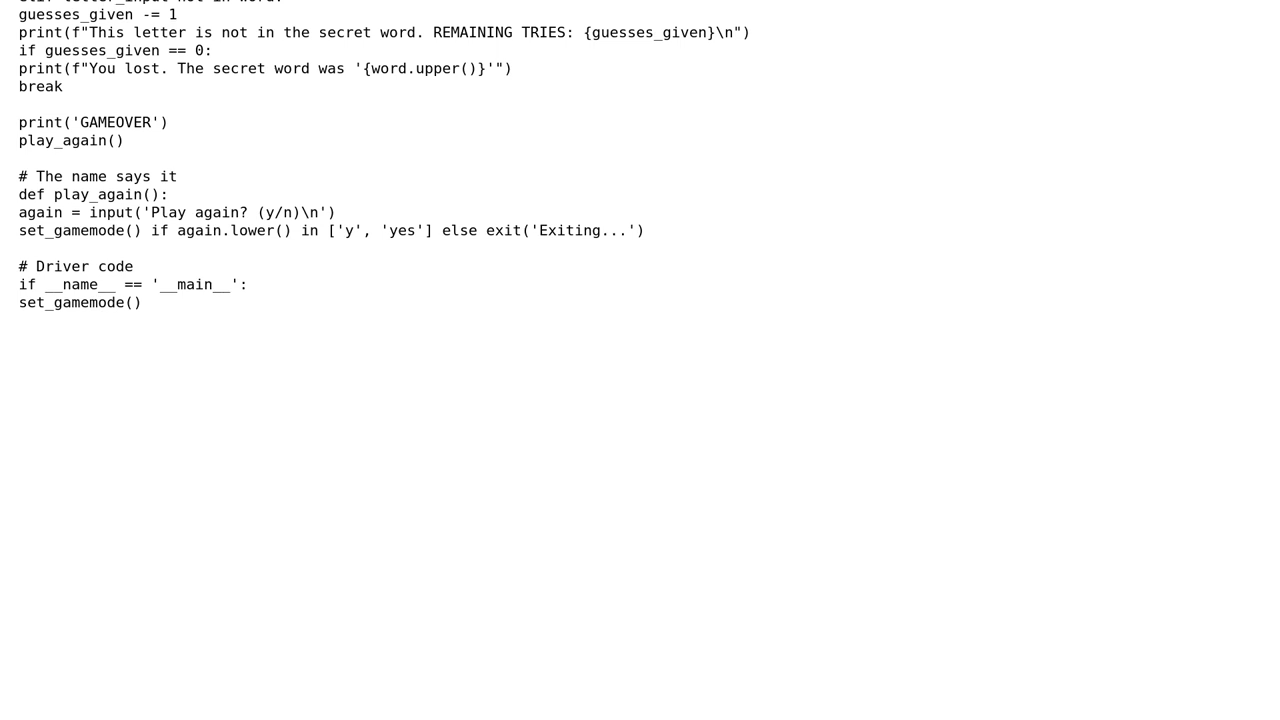 guesses_given -= 1
print(f"This letter is not in the secret word. REMAINING TRIES: {guesses_given}\n")
if guesses_given == 0:
print(f"You lost. The secret word was '{word.upper()}'")
break

print('GAMEOVER')
play_again()

# The name says it
def play_again():
again = input('Play again? (y/n)\n')
set_gamemode() if again.lower() in ['y', 'yes'] else exit('Exiting...')

# Driver code
if __name__ == '__main__':
set_gamemode()